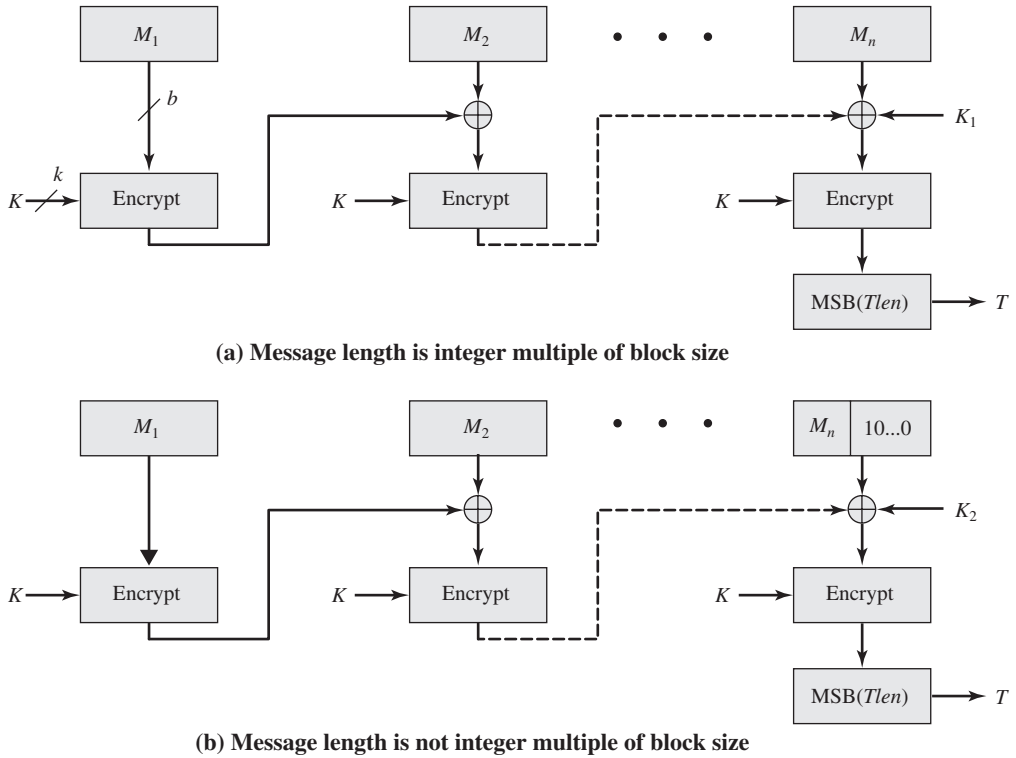 M₁ M₂ • • • Mₙ
b
K₁
k
K Encrypt K Encrypt K Encrypt
MSB(Tlen) T
(a) Message length is integer multiple of block size
M₁ M₂ • • • Mₙ 10...0
K₂
K Encrypt K Encrypt K Encrypt
MSB(Tlen) T
(b) Message length is not integer multiple of block size